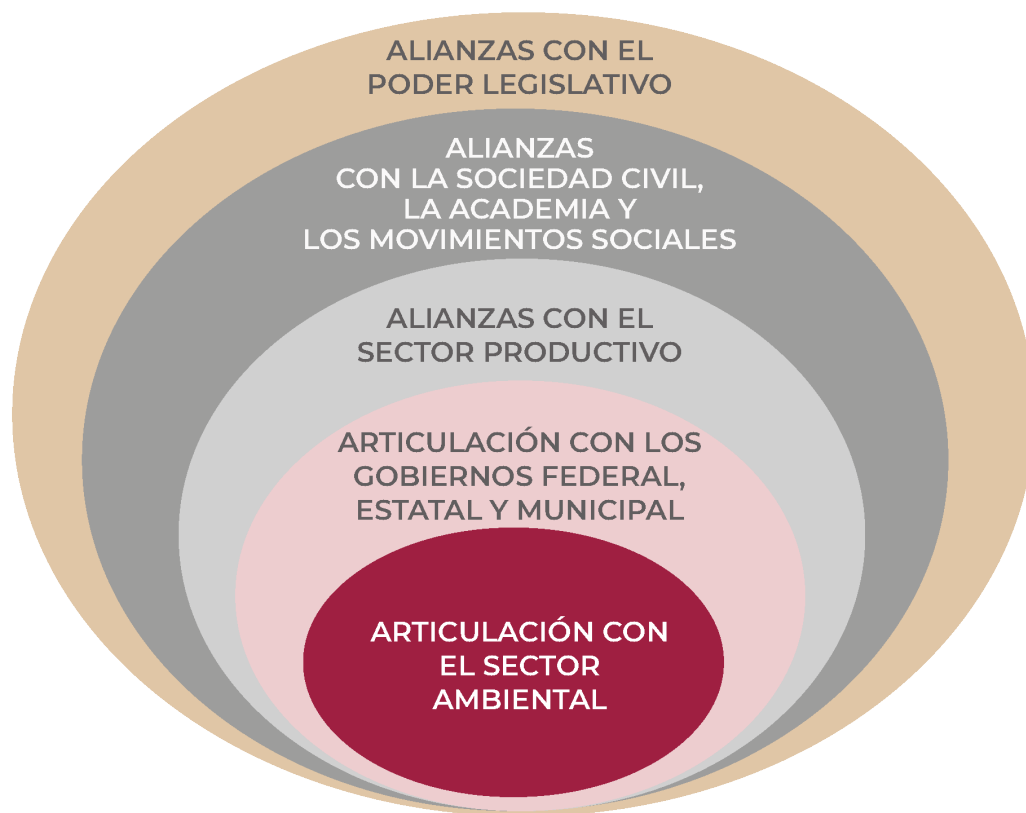 ALIANZAS CON EL
PODER LEGISLATIVO
ALIANZAS
CON LA SOCIEDAD CIVIL,
LA ACADEMIA Y
LOS MOVIMIENTOS SOCIALES
ALIANZAS CON EL
SECTOR PRODUCTIVO
ARTICULACIÓN CON LOS
GOBIERNOS FEDERAL,
ESTATAL Y MUNICIPAL
ARTICULACIÓN CON
EL SECTOR
AMBIENTAL